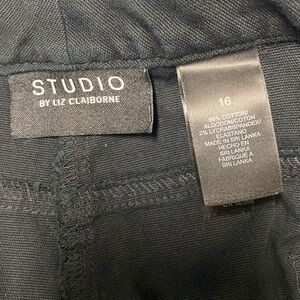 STUDIO
BY LIZ CLAIBORNE
16
98% COTTON/
ALGODON/COTON
2% LYCRA SPANDEX/
ELASTANO
MADE IN SRI LANKA
HECHO EN
SRI LANKA
FABRIQUE A
SRI LANKA